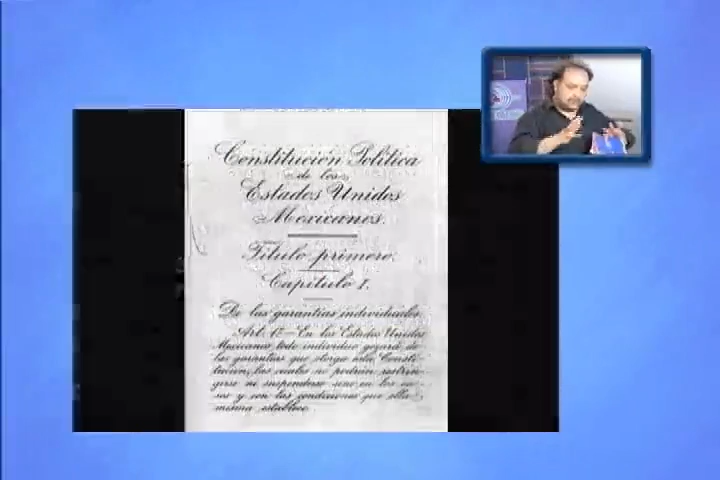 Constitución Política
de los
Estados Unidos
Mexicanos.
Título primero.
Capítulo I.
De las garantías individuales.
Art. 1º.—En los Estados Unidos
Mexicanos todo individuo gozará de
las garantías que otorga esta Consti-
tución, las cuales no podrán restrin-
girse ni suspenderse sino en los ca-
sos y con las condiciones que ella
misma establece.